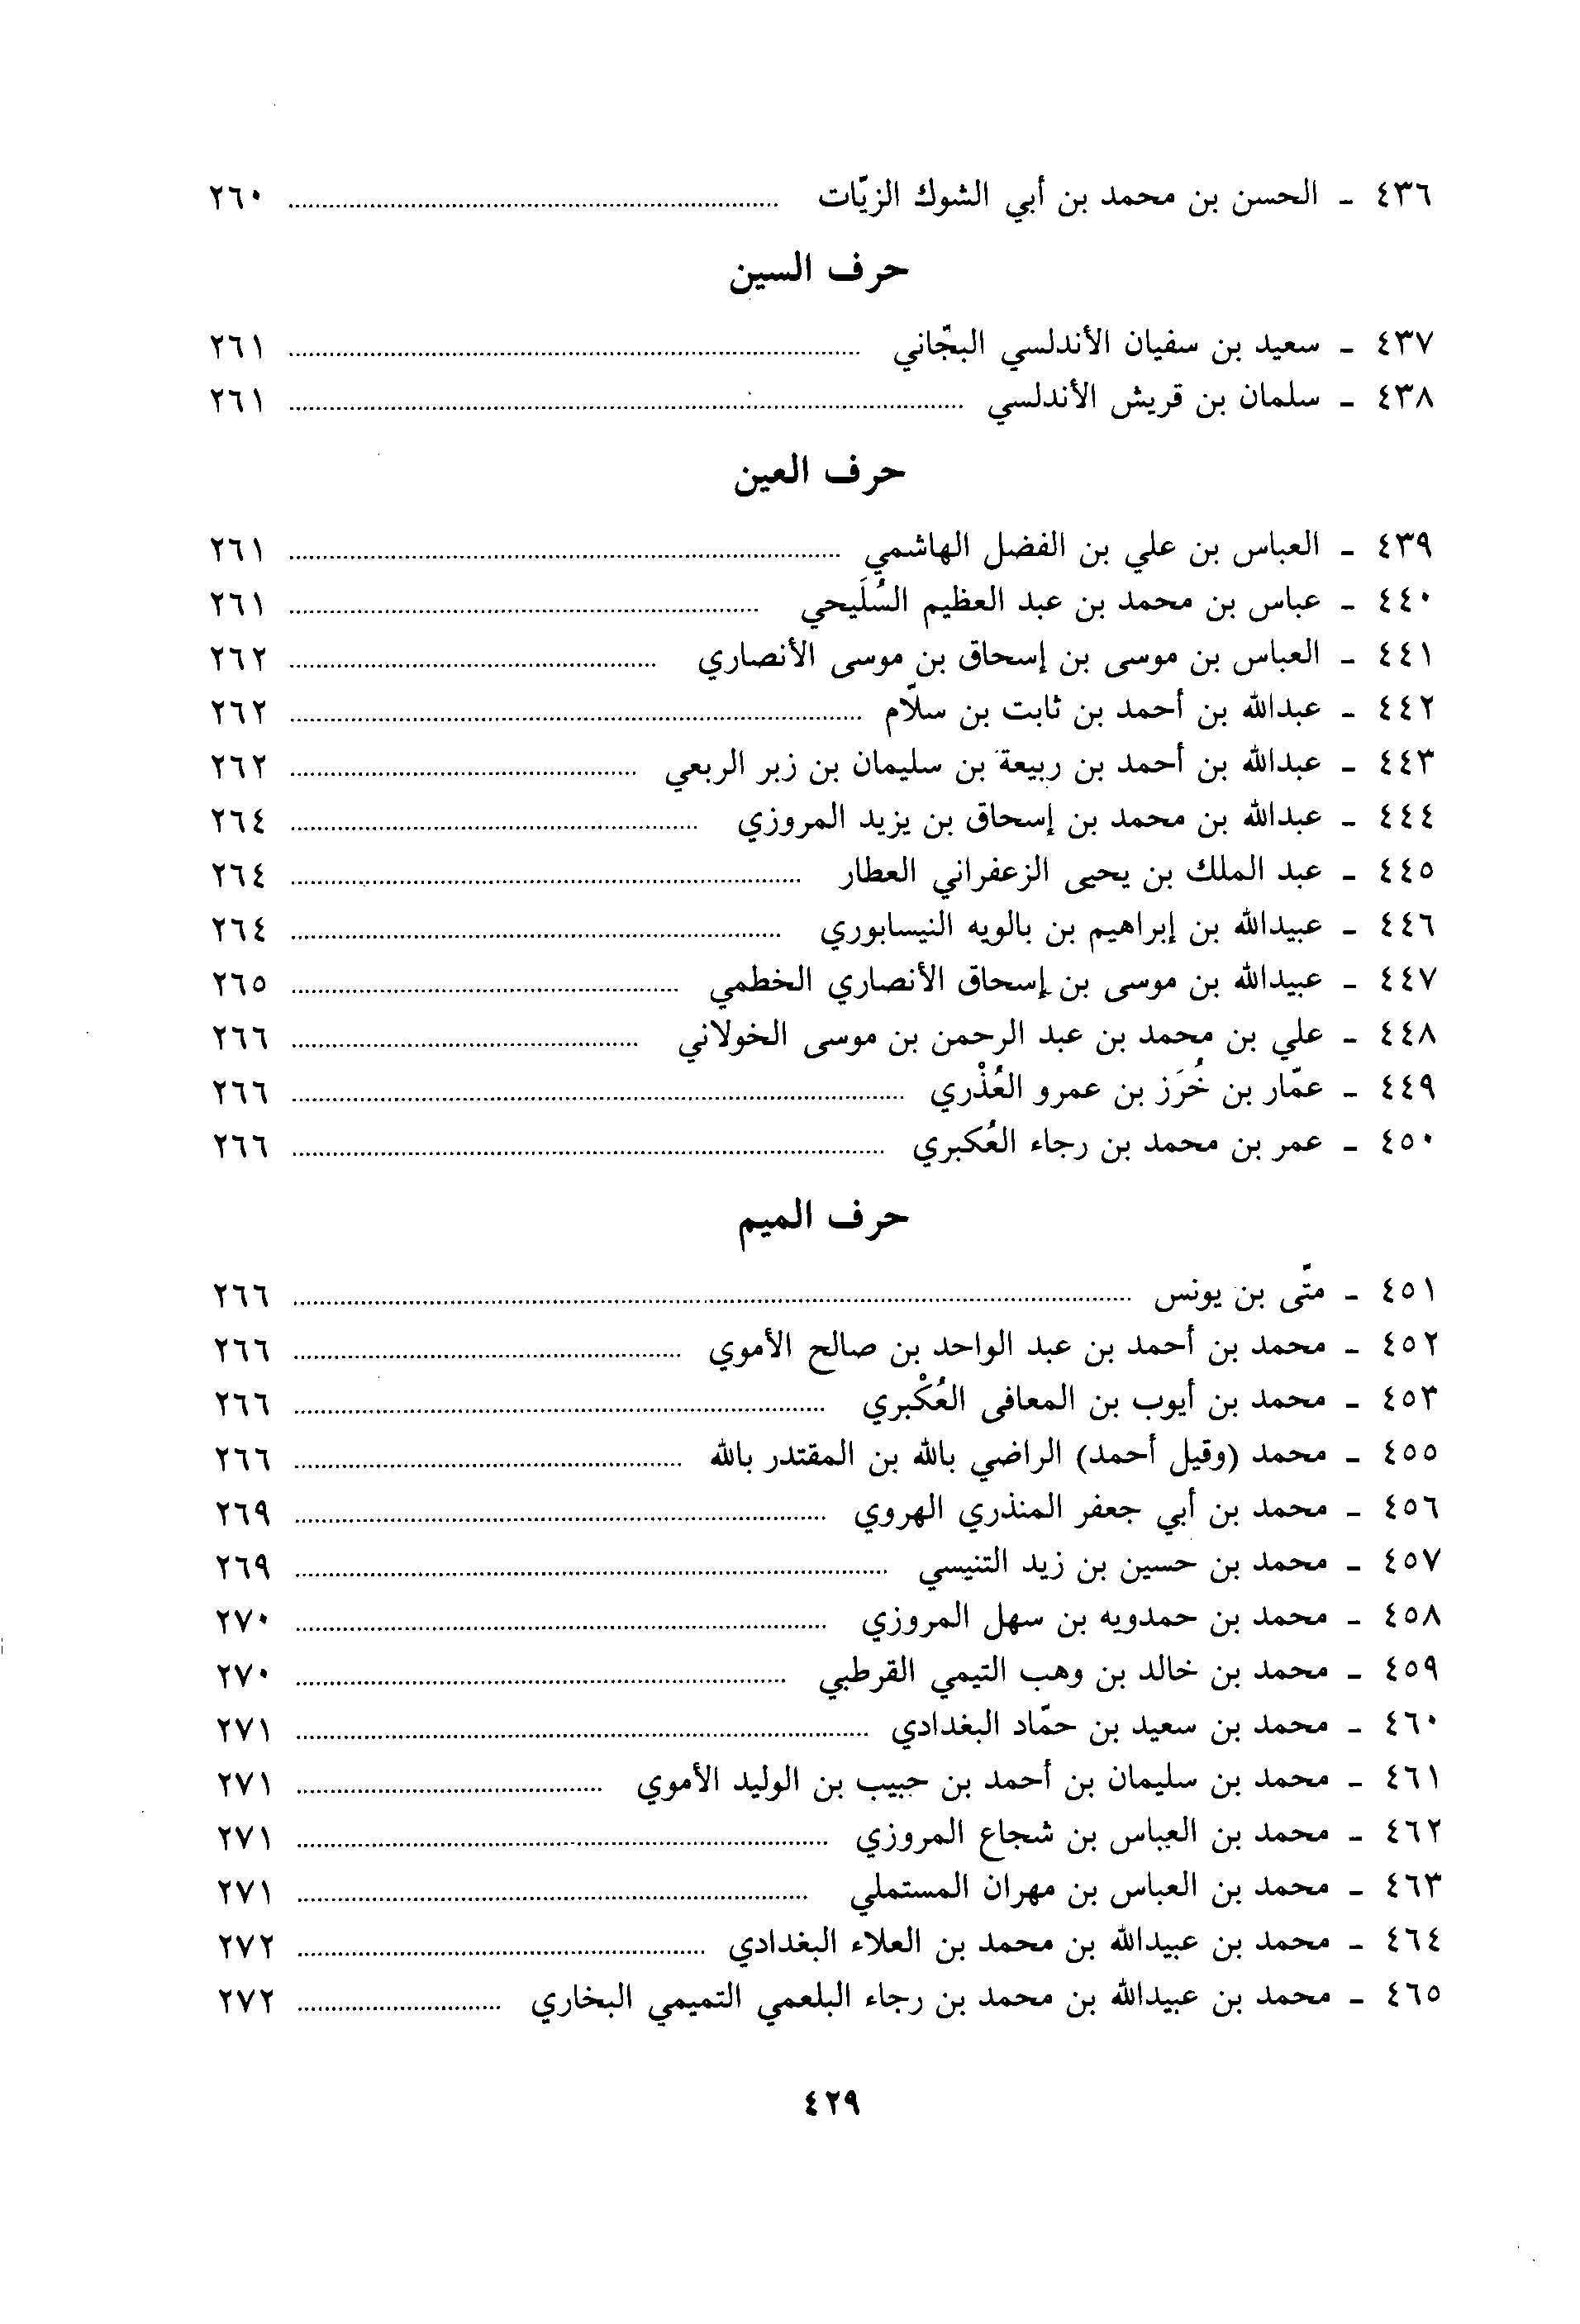 ٤٣٦ - الحسن بن محمد بن أبي الشوك الزيّات ........ ٢٦٠
حرف السين
٤٣٧ - سعيد بن سفيان الأندلسي البجّاني ........ ٢٦١
٤٣٨ - سلمان بن قريش الأندلسي ........ ٢٦١
حرف العين
٤٣٩ - العباس بن علي بن الفضل الهاشمي ........ ٢٦١
٤٤٠ - عباس بن محمد بن عبد العظيم السُلَيحي ........ ٢٦١
٤٤١ - العباس بن موسى بن إسحاق بن موسى الأنصاري ........ ٢٦٢
٤٤٢ - عبدالله بن أحمد بن ثابت بن سلّام ........ ٢٦٢
٤٤٣ - عبدالله بن أحمد بن ربيعة بن سليمان بن زبر الربعي ........ ٢٦٢
٤٤٤ - عبدالله بن محمد بن إسحاق بن يزيد المروزي ........ ٢٦٤
٤٤٥ - عبد الملك بن يحيى الزعفراني العطار ........ ٢٦٤
٤٤٦ - عبيدالله بن إبراهيم بن بالويه النيسابوري ........ ٢٦٤
٤٤٧ - عبيدالله بن موسى بن إسحاق الأنصاري الخطمي ........ ٢٦٥
٤٤٨ - علي بن محمد بن عبد الرحمن بن موسى الخولاني ........ ٢٦٦
٤٤٩ - عمّار بن خُرَز بن عمرو العُذْري ........ ٢٦٦
٤٥٠ - عمر بن محمد بن رجاء العُكبري ........ ٢٦٦
حرف الميم
٤٥١ - متّى بن يونس ........ ٢٦٦
٤٥٢ - محمد بن أحمد بن عبد الواحد بن صالح الأموي ........ ٢٦٦
٤٥٣ - محمد بن أيوب بن المعافى العُكْبري ........ ٢٦٦
٤٥٥ - محمد (وقيل أحمد) الراضي بالله بن المقتدر بالله ........ ٢٦٦
٤٥٦ - محمد بن أبي جعفر المنذري الهروي ........ ٢٦٩
٤٥٧ - محمد بن حسين بن زيد التنيسي ........ ٢٦٩
٤٥٨ - محمد بن حمدويه بن سهل المروزي ........ ٢٧٠
٤٥٩ - محمد بن خالد بن وهب التيمي القرطبي ........ ٢٧٠
٤٦٠ - محمد بن سعيد بن حمّاد البغدادي ........ ٢٧١
٤٦١ - محمد بن سليمان بن أحمد بن حبيب بن الوليد الأموي ........ ٢٧١
٤٦٢ - محمد بن العباس بن شجاع المروزي ........ ٢٧١
٤٦٣ - محمد بن العباس بن مهران المستملي ........ ٢٧١
٤٦٤ - محمد بن عبيدالله بن محمد بن العلاء البغدادي ........ ٢٧٢
٤٦٥ - محمد بن عبيدالله بن محمد بن رجاء البلعمي التميمي البخاري ........ ٢٧٢
٤٢٩